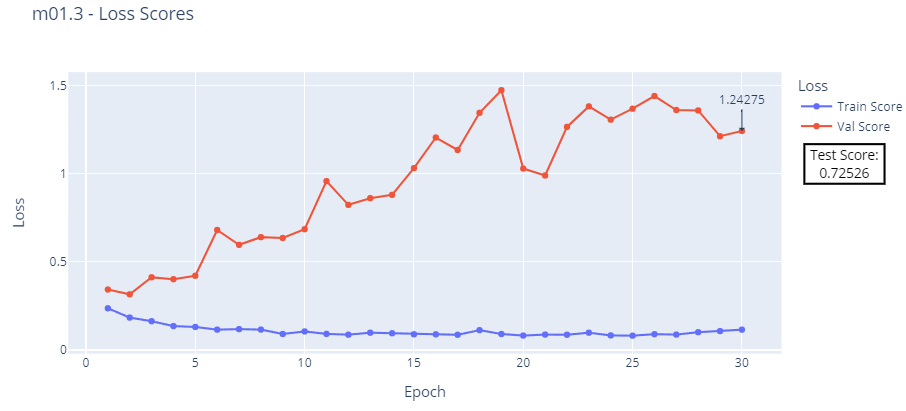 m01.3 - Loss Scores
1.5
1
0.5
0
Loss
1.24275
0
5
10
15
20
25
30
Epoch
Loss
Train Score
Val Score
Test Score:
0.72526